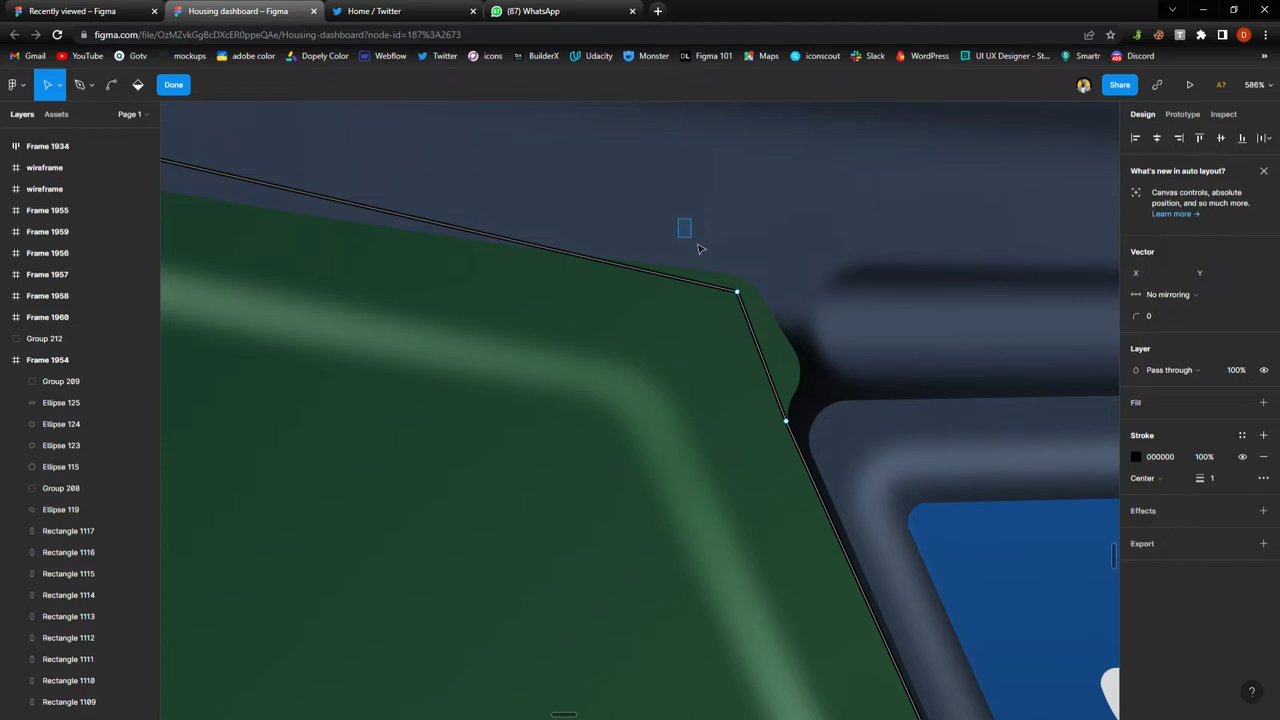 Recently viewed – Figma
Housing dashboard – Figma
Home / Twitter
(87) WhatsApp
figma.com/file/OzMZvkGgBcDXcER0ppeQAe/Housing-dashboard?node-id=187%3A2673
Gmail YouTube Gotv mockups adobe color Dopely Color Webflow Twitter icons BuilderX Udacity Monster Figma 101 Maps iconscout Slack WordPress UI UX Designer - St... Smartr Discord
Done
Share
A?
586%
Layers Assets Page 1
Frame 1934
wireframe
wireframe
Frame 1955
Frame 1959
Frame 1956
Frame 1957
Frame 1958
Frame 1960
Group 212
Frame 1954
Group 209
Ellipse 125
Ellipse 124
Ellipse 123
Ellipse 115
Group 208
Ellipse 119
Rectangle 1117
Rectangle 1116
Rectangle 1115
Rectangle 1114
Rectangle 1113
Rectangle 1112
Rectangle 1111
Rectangle 1110
Rectangle 1109
Design Prototype Inspect
What's new in auto layout?
Canvas controls, absolute
position, and so much more.
Learn more →
Vector
X Y
No mirroring
0
Layer
Pass through 100%
Fill
Stroke
000000 100%
Center 1
Effects
Export
?